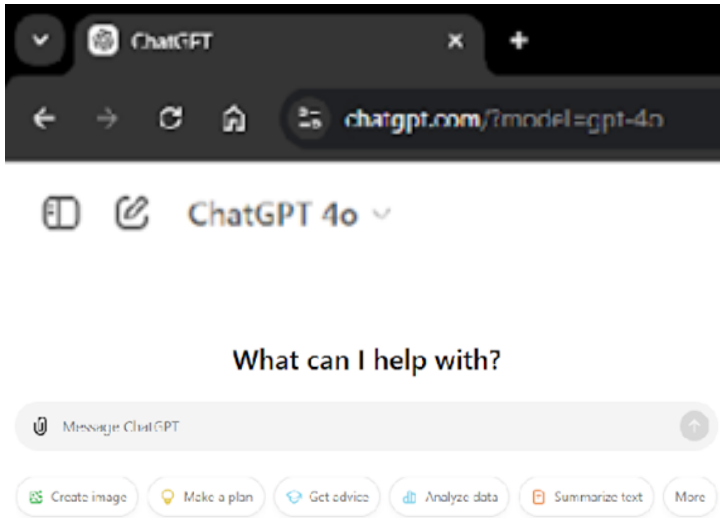 ChatGPT
chatgpt.com/?model=gpt-4o
ChatGPT 4o
What can I help with?
Message ChatGPT
Create image Make a plan Get advice Analyze data Summarize text More